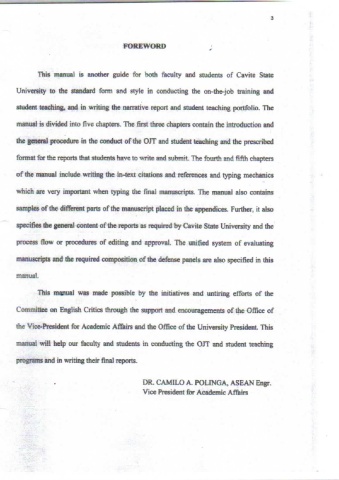 2
FOREWORD
This manual is another guide for both faculty and students of Cavite State
University to the standard form and style in conducting the on-the-job training and
student teaching, and in writing the narrative report and student teaching portfolio. The
manual is divided into five chapters. The first three chapters contain the introduction and
the general procedure in the conduct of the OJT and student teaching and the prescribed
format for the reports that students have to write and submit. The fourth and fifth chapters
of the manual include writing the in-text citations and references and typing mechanics
which are very important when typing the final manuscripts. The manual also contains
samples of the different parts of the manuscript placed in the appendices. Further, it also
specifies the general content of the reports as required by Cavite State University and the
process flow or procedures of editing and approval. The unified system of evaluating
manuscripts and the required composition of the defense panels are also specified in this
manual.
This manual was made possible by the initiatives and untiring efforts of the
Committee on English Critics through the support and encouragements of the Office of
the Vice-President for Academic Affairs and the Office of the University President. This
manual will help our faculty and students in conducting the OJT and student teaching
programs and in writing their final reports.
DR. CAMILO A. POLINGA, ASEAN Engr.
Vice President for Academic Affairs